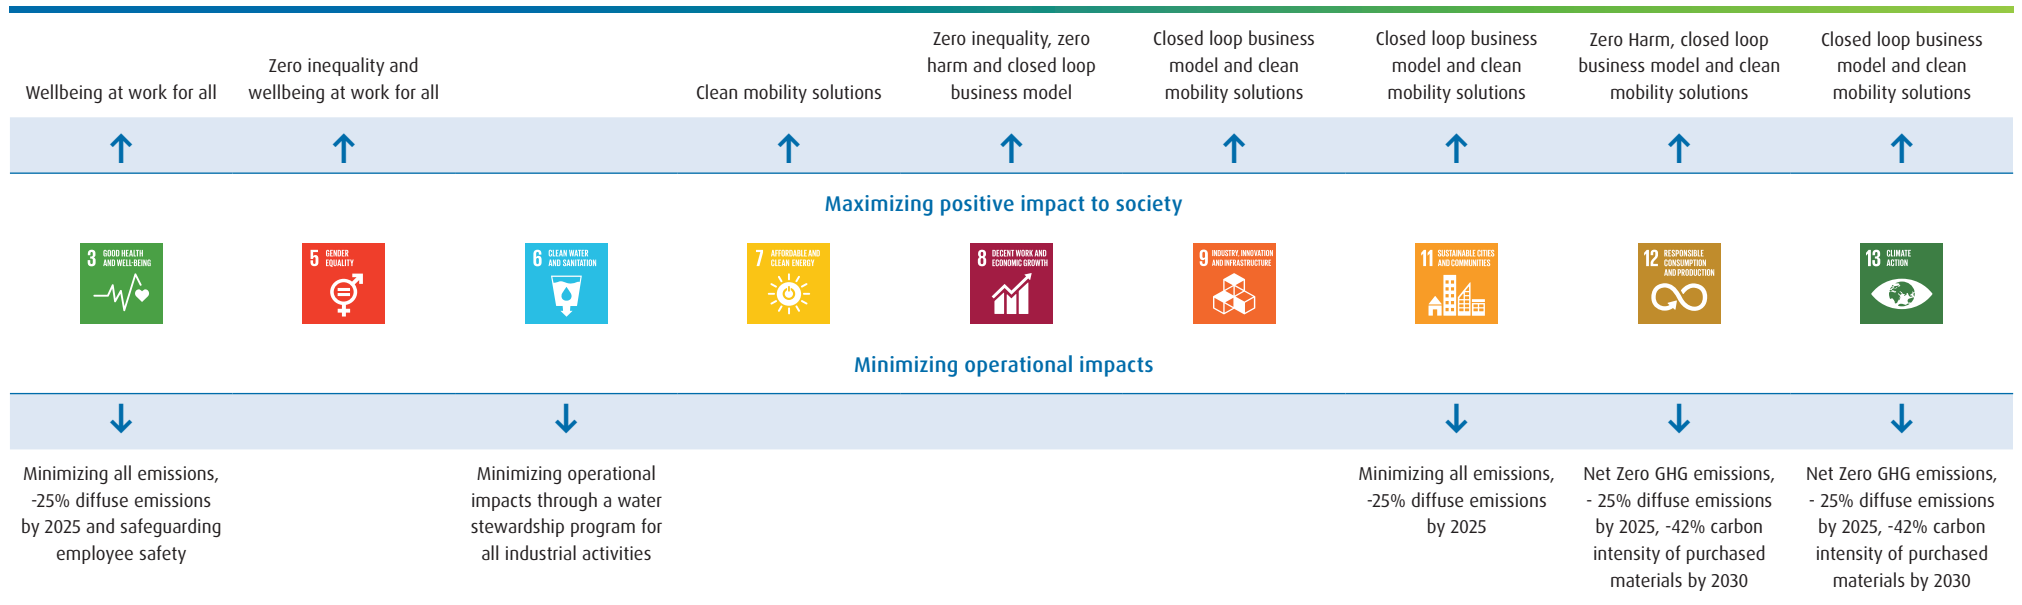 Wellbeing at work for all
Zero inequality and
wellbeing at work for all
Clean mobility solutions
Zero inequality, zero
harm and closed loop
business model
Closed loop business
model and clean
mobility solutions
Closed loop business
model and clean
mobility solutions
Zero Harm, closed loop
business model and clean
mobility solutions
Closed loop business
model and clean
mobility solutions
Maximizing positive impact to society
3 GOOD HEALTH
AND WELL-BEING
5 GENDER
EQUALITY
6 CLEAN WATER
AND SANITATION
7 AFFORDABLE AND
CLEAN ENERGY
8 DECENT WORK AND
ECONOMIC GROWTH
9 INDUSTRY, INNOVATION
AND INFRASTRUCTURE
11 SUSTAINABLE CITIES
AND COMMUNITIES
12 RESPONSIBLE
CONSUMPTION
AND PRODUCTION
13 CLIMATE
ACTION
Minimizing operational impacts
Minimizing all emissions,
-25% diffuse emissions
by 2025 and safeguarding
employee safety
Minimizing operational
impacts through a water
stewardship program for
all industrial activities
Minimizing all emissions,
-25% diffuse emissions
by 2025
Net Zero GHG emissions,
- 25% diffuse emissions
by 2025, -42% carbon
intensity of purchased
materials by 2030
Net Zero GHG emissions,
- 25% diffuse emissions
by 2025, -42% carbon
intensity of purchased
materials by 2030